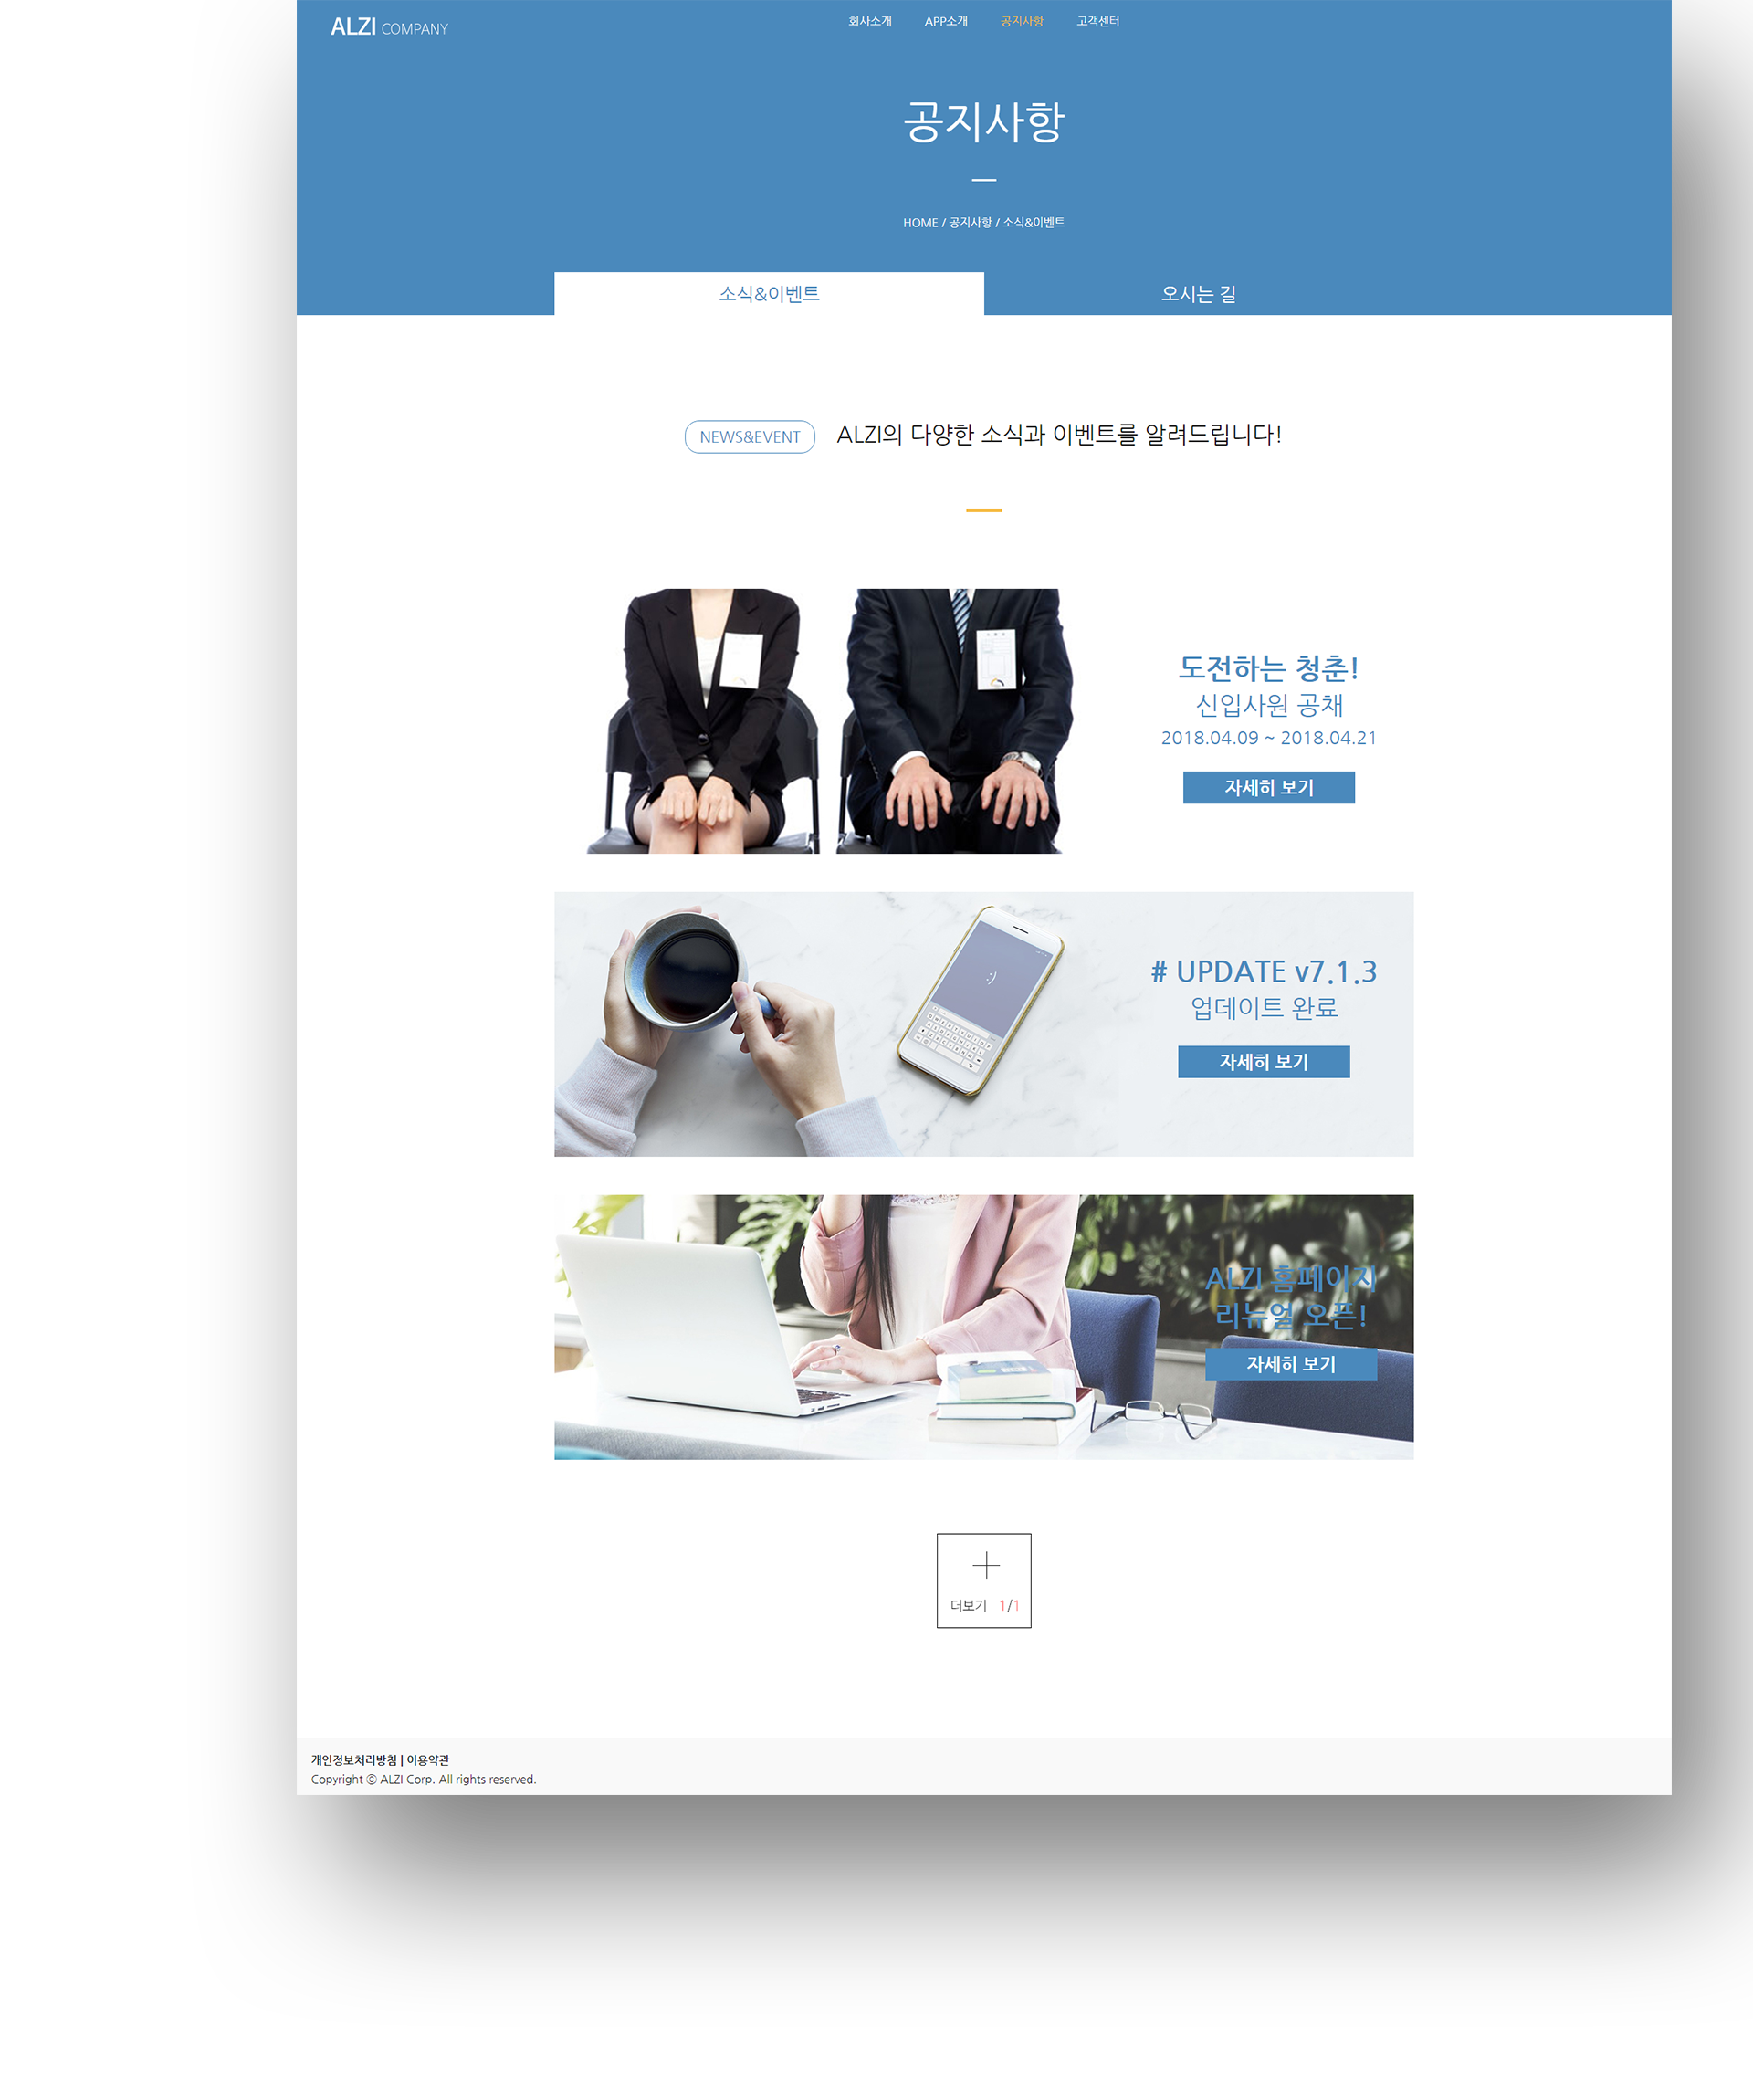 ALZI COMPANY
회사소개 APP소개 공지사항 고객센터
공지사항
HOME / 공지사항 / 소식&이벤트
소식&이벤트 오시는 길
NEWS&EVENT ALZI의 다양한 소식과 이벤트를 알려드립니다!
도전하는 청춘!
신입사원 공채
2018.04.09 ~ 2018.04.21
자세히 보기
:)
# UPDATE v7.1.3
업데이트 완료
자세히 보기
ALZI 홈페이지
리뉴얼 오픈!
자세히 보기
더보기 1/1
개인정보처리방침 | 이용약관
Copyright ⓒ ALZI Corp. All rights reserved.